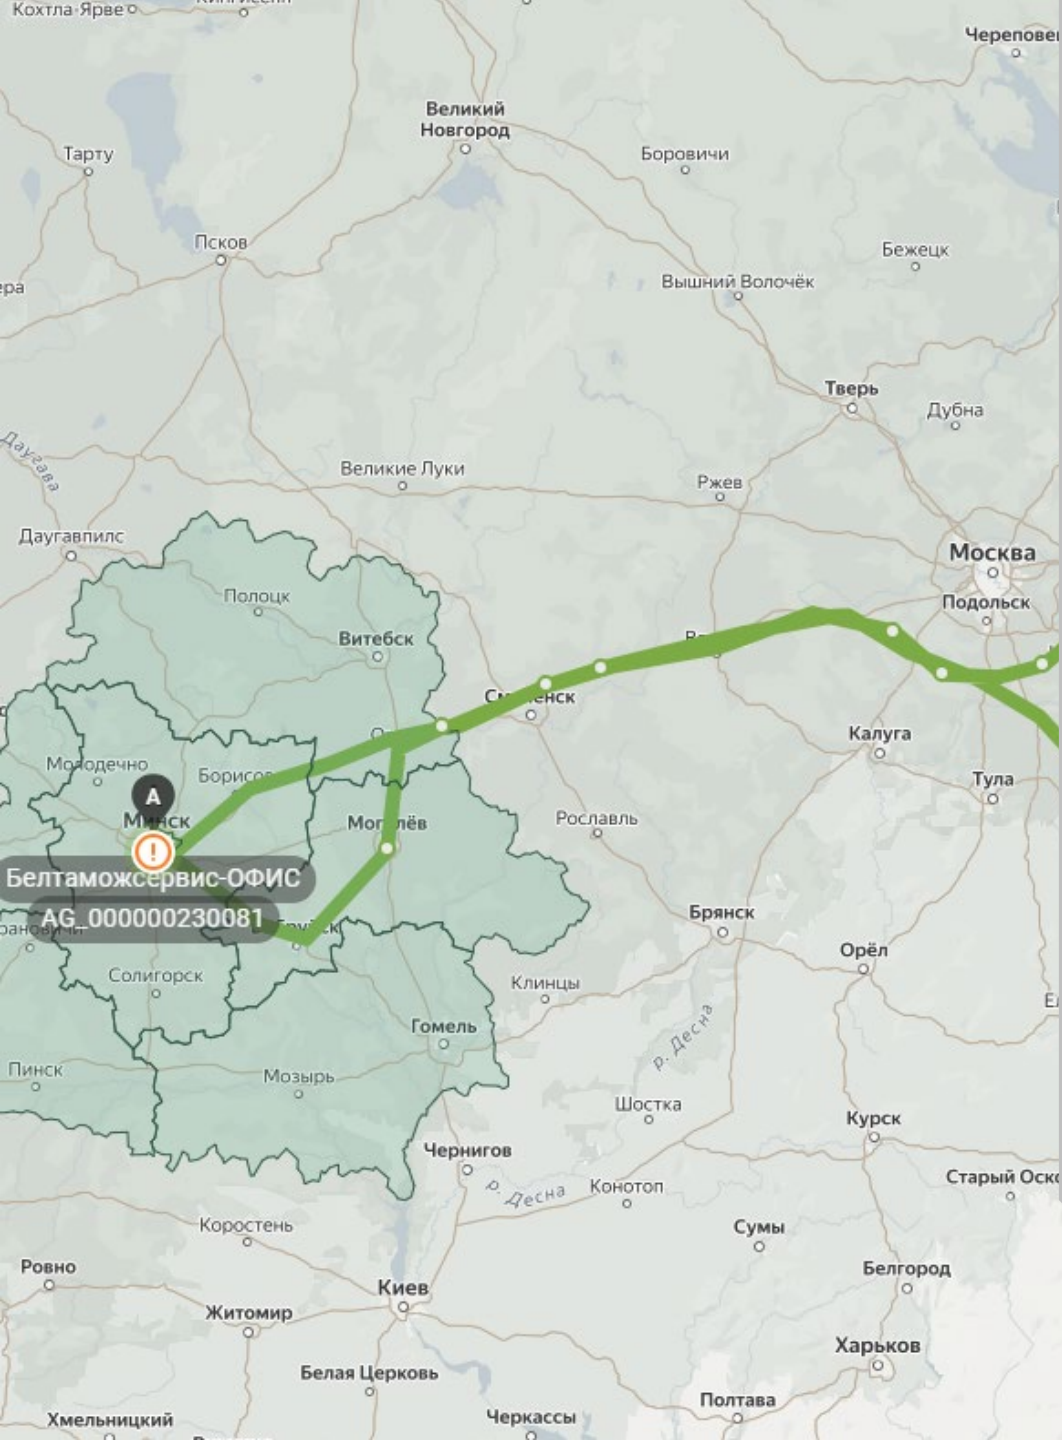 Кохтла-Ярве
Череповец
Великий
Новгород
Тарту
Боровичи
Псков
Бежецк
Вышний Волочёк
Тверь
Дубна
Даугава
Великие Луки
Ржев
Даугавпилс
Москва
Полоцк
Подольск
Витебск
Смоленск
Калуга
Молодечно
Борисов
Тула
А
Минск
Могилёв
Рославль
!
Белтаможсервис-ОФИС
AG_000000230081
Брянск
Орёл
Солигорск
Клинцы
Гомель
р. Десна
Пинск
Мозырь
Шостка
Курск
Чернигов
Старый Оско
р. Десна
Конотоп
Коростень
Сумы
Ровно
Белгород
Киев
Житомир
Харьков
Белая Церковь
Полтава
Хмельницкий
Черкассы